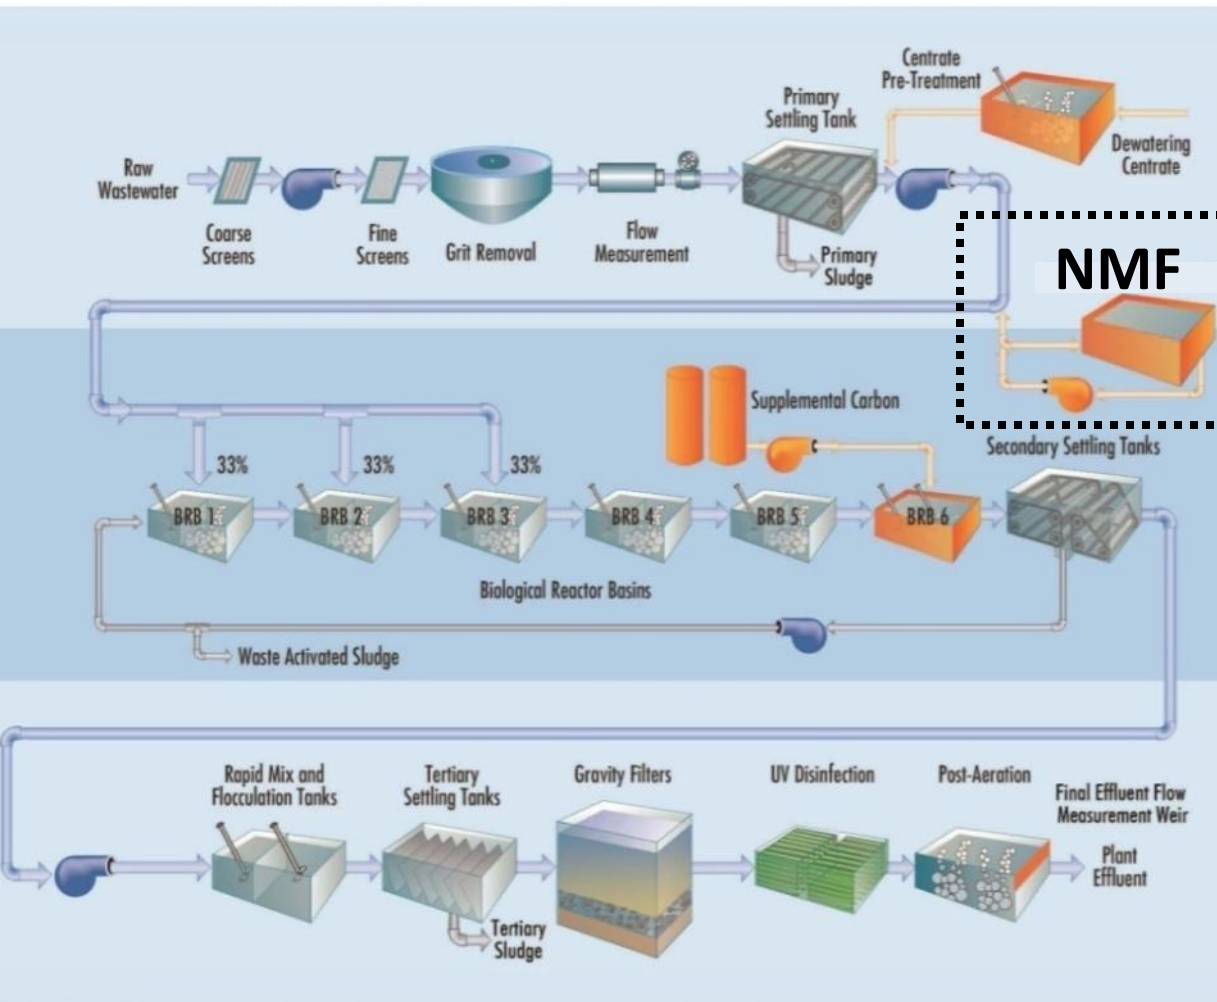 Centrate
Pre-Treatment
Primary
Settling Tank
Dewatering
Centrate
Raw
Wastewater
Coarse
Screens
Fine
Screens
Grit Removal
Flow
Measurement
Primary
Sludge
NMF
Supplemental Carbon
Secondary Settling Tanks
33%
33%
33%
BRB 1
BRB 2
BRB 3
BRB 4
BRB 5
BRB 6
Biological Reactor Basins
Waste Activated Sludge
Rapid Mix and
Flocculation Tanks
Tertiary
Settling Tanks
Gravity Filters
UV Disinfection
Post-Aeration
Final Effluent Flow
Measurement Weir
Plant
Effluent
Tertiary
Sludge